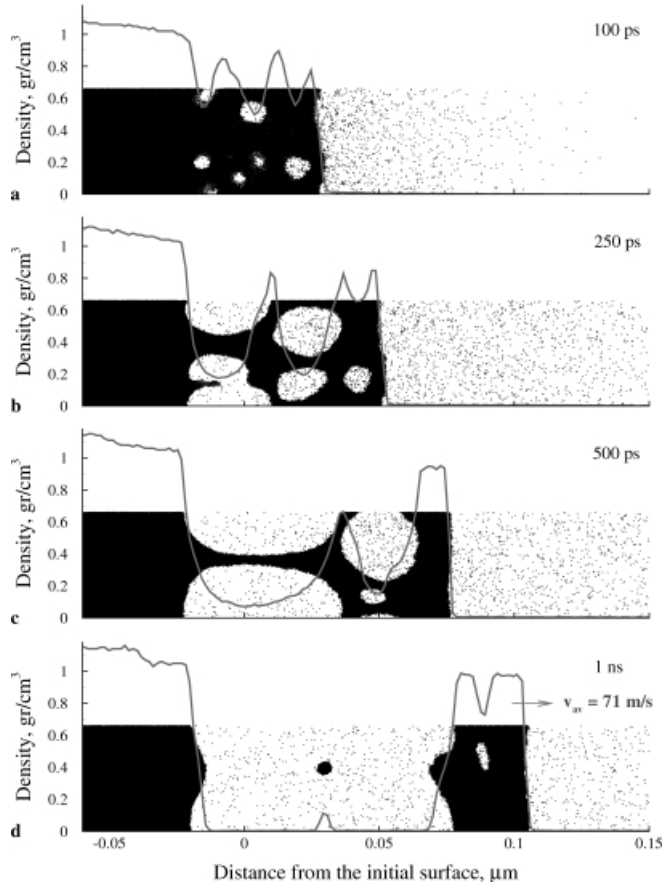 1
0.8
0.6
0.4
0.2
0
Density, gr/cm³
100 ps
a
1
0.8
0.6
0.4
0.2
0
Density, gr/cm³
250 ps
b
1
0.8
0.6
0.4
0.2
0
Density, gr/cm³
500 ps
c
1
0.8
0.6
0.4
0.2
0
Density, gr/cm³
1 ns
v_av = 71 m/s
d
-0.05 0 0.05 0.1 0.15
Distance from the initial surface, μm